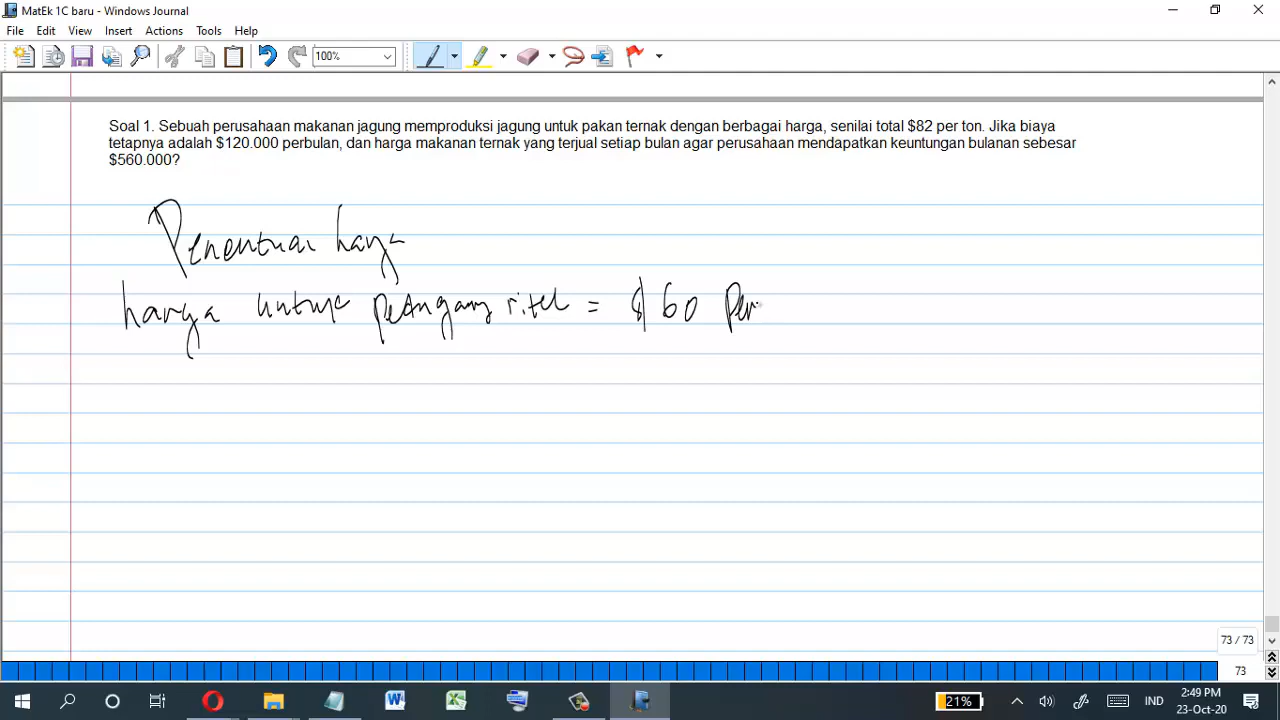 MatEk 1C baru - Windows Journal
File Edit View Insert Actions Tools Help
100%
Soal 1. Sebuah perusahaan makanan jagung memproduksi jagung untuk pakan ternak dengan berbagai harga, senilai total $82 per ton. Jika biaya
tetapnya adalah $120.000 perbulan, dan harga makanan ternak yang terjual setiap bulan agar perusahaan mendapatkan keuntungan bulanan sebesar
$560.000?
Penentuan harga
harga untuk pedagang ritel = $ 60 Per
73 / 73
73
21%
IND
2:49 PM
23-Oct-20